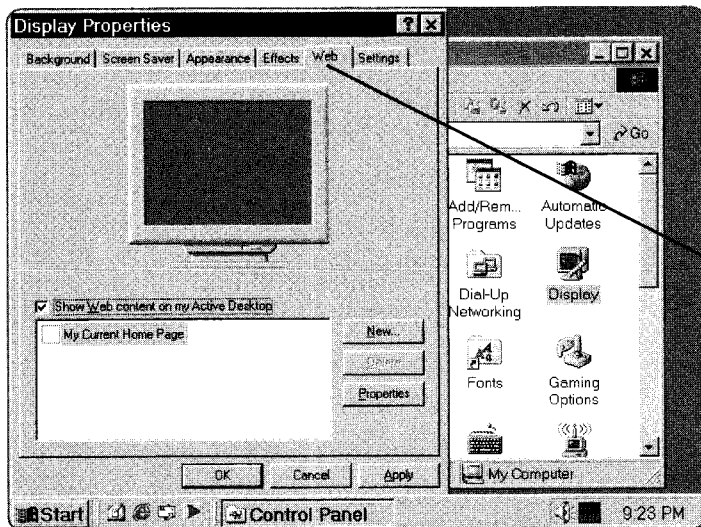 Display Properties
Background Screen Saver Appearance Effects Web Settings
Go
Add/Rem... Programs
Automatic Updates
Dial-Up Networking
Display
Show Web content on my Active Desktop
My Current Home Page
New...
Delete
Properties
Fonts
Gaming Options
OK Cancel Apply
My Computer
Start Control Panel 9:23 PM